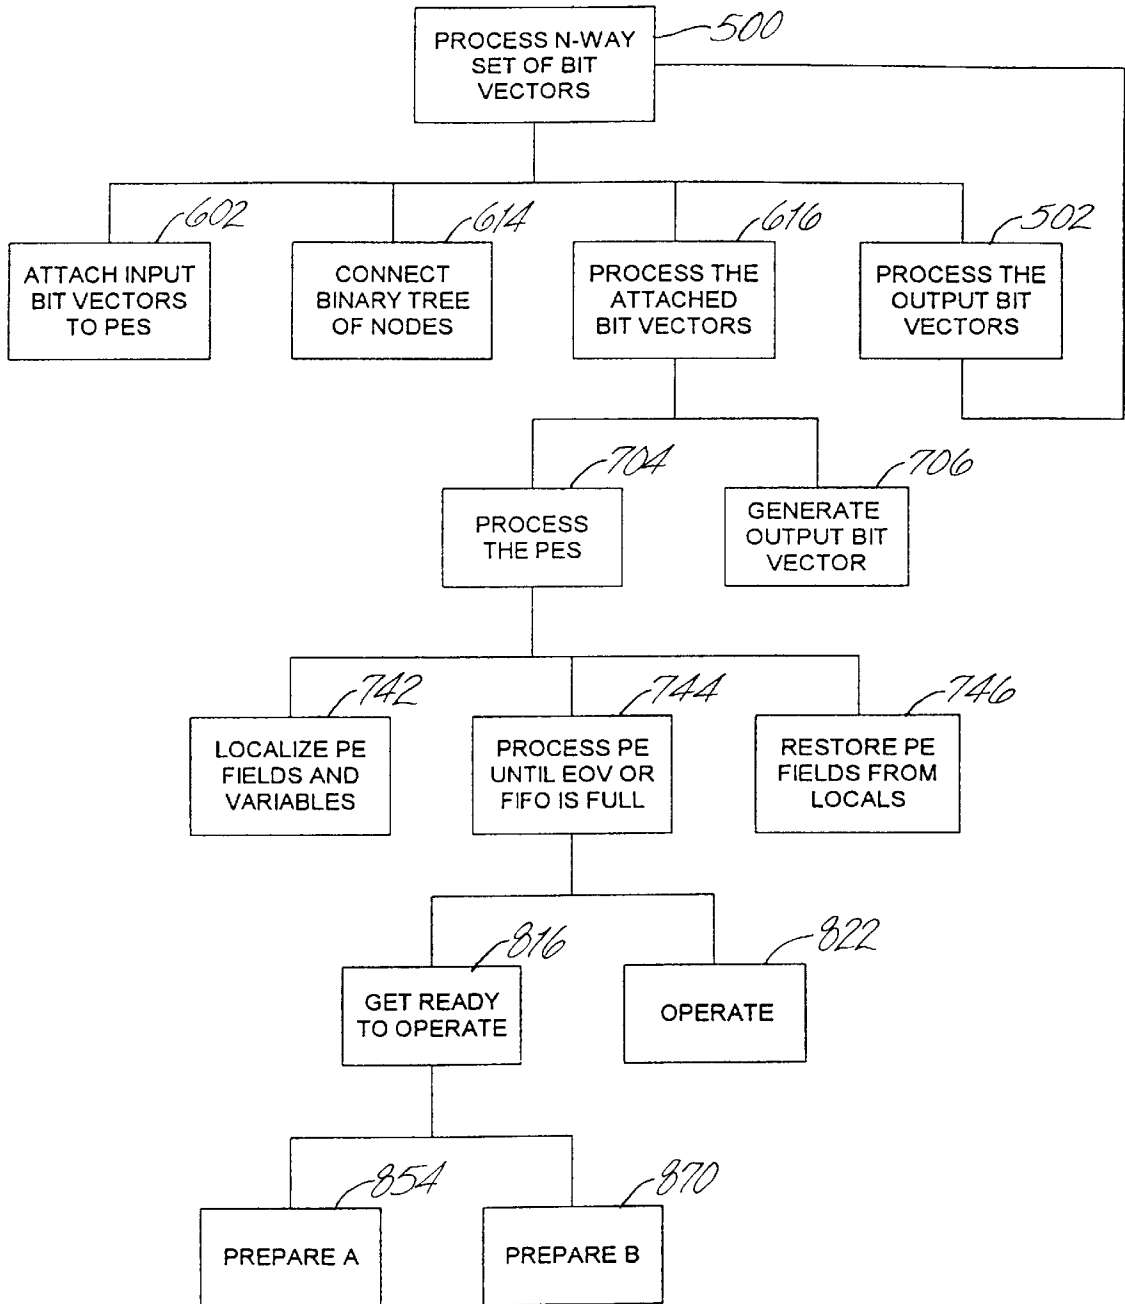 500
PROCESS N-WAY
SET OF BIT
VECTORS
602
ATTACH INPUT
BIT VECTORS
TO PES
614
CONNECT
BINARY TREE
OF NODES
616
PROCESS THE
ATTACHED
BIT VECTORS
502
PROCESS THE
OUTPUT BIT
VECTORS
704
PROCESS
THE PES
706
GENERATE
OUTPUT BIT
VECTOR
742
LOCALIZE PE
FIELDS AND
VARIABLES
744
PROCESS PE
UNTIL EOV OR
FIFO IS FULL
746
RESTORE PE
FIELDS FROM
LOCALS
816
GET READY
TO OPERATE
822
OPERATE
854
PREPARE A
870
PREPARE B